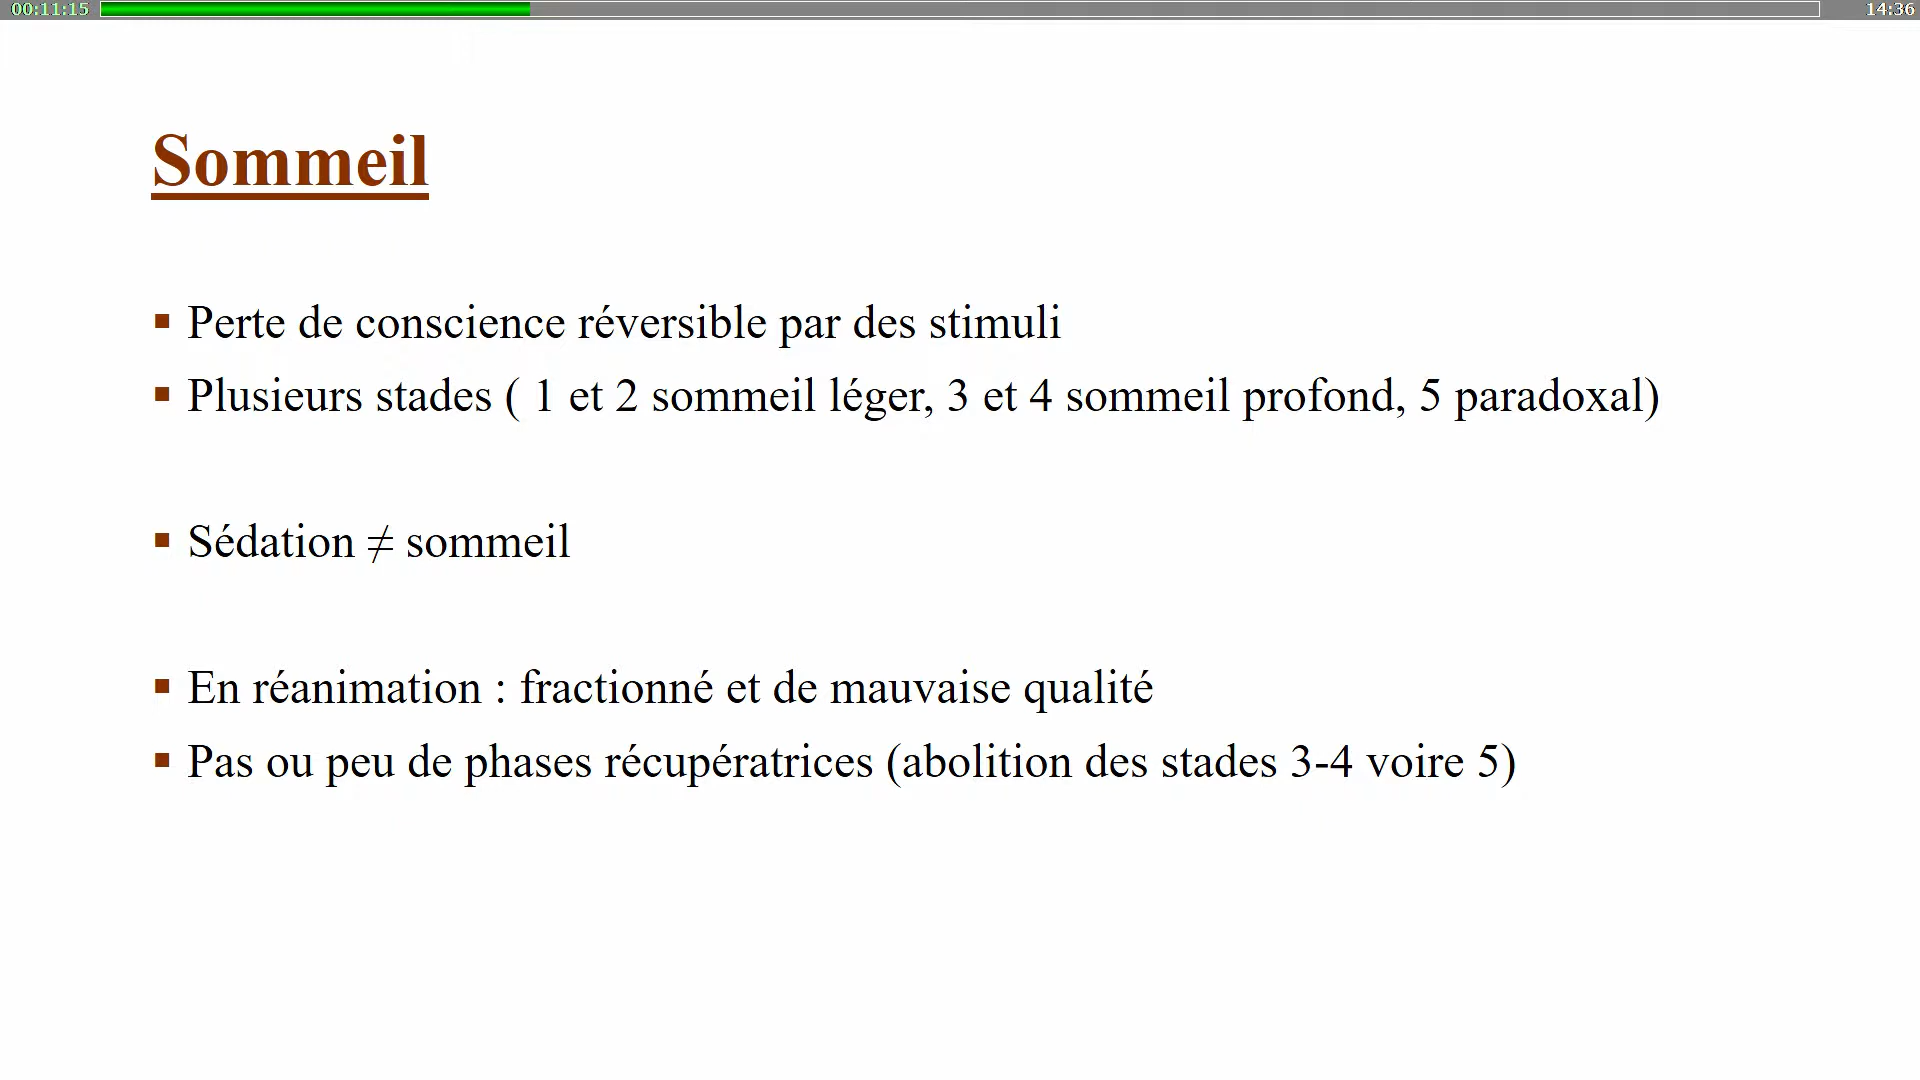 00:11:15
14:36
Sommeil
▪ Perte de conscience réversible par des stimuli
▪ Plusieurs stades ( 1 et 2 sommeil léger, 3 et 4 sommeil profond, 5 paradoxal)
▪ Sédation ≠ sommeil
▪ En réanimation : fractionné et de mauvaise qualité
▪ Pas ou peu de phases récupératrices (abolition des stades 3-4 voire 5)